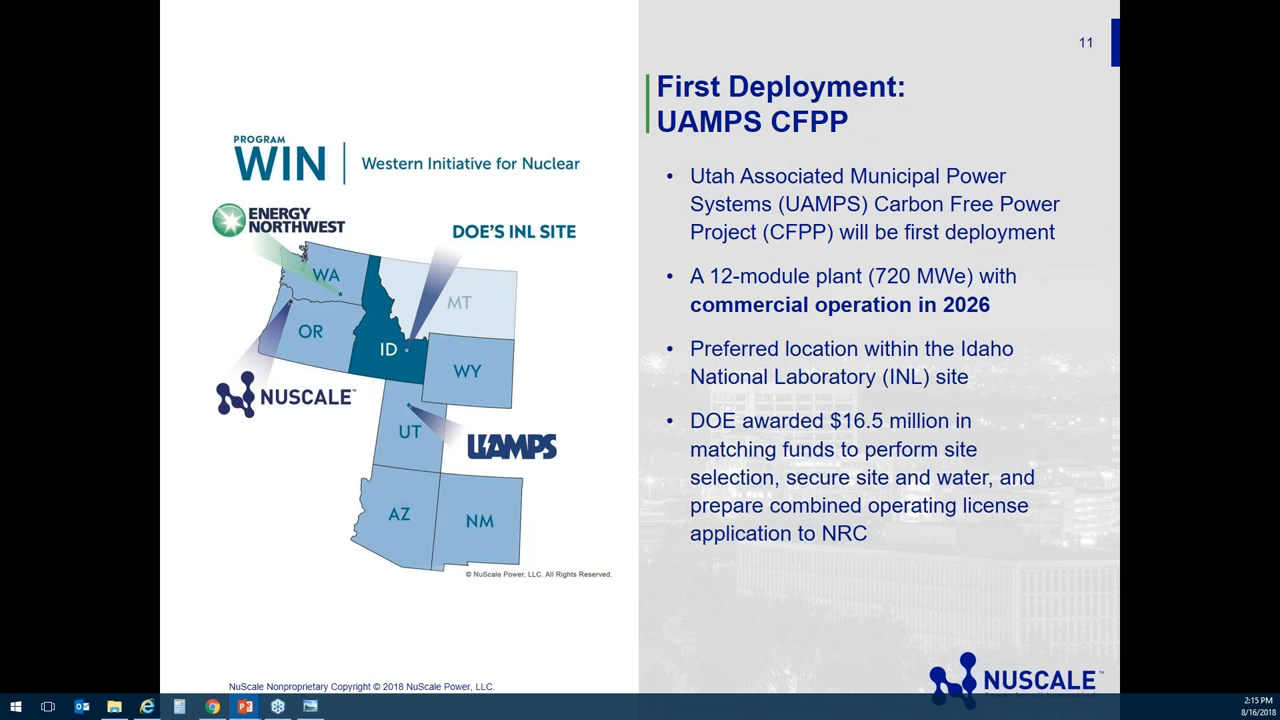 11
First Deployment:
UAMPS CFPP
PROGRAM
WIN
Western Initiative for Nuclear
ENERGY
NORTHWEST
DOE'S INL SITE
WA
MT
OR
ID
WY
NUSCALE™
UT
UAMPS
AZ
NM
© NuScale Power, LLC. All Rights Reserved.
• Utah Associated Municipal Power
Systems (UAMPS) Carbon Free Power
Project (CFPP) will be first deployment
• A 12-module plant (720 MWe) with
commercial operation in 2026
• Preferred location within the Idaho
National Laboratory (INL) site
• DOE awarded $16.5 million in
matching funds to perform site
selection, secure site and water, and
prepare combined operating license
application to NRC
NuScale Nonproprietary Copyright © 2018 NuScale Power, LLC.
NUSCALE™
2:15 PM
8/16/2018